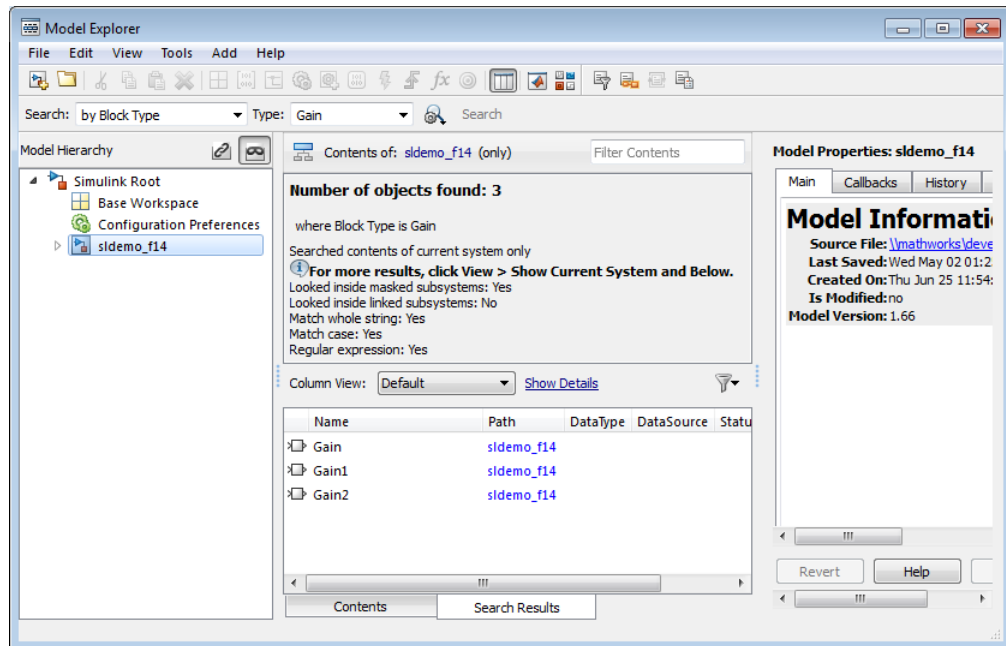 Model Explorer
File Edit View Tools Add Help
fx
Search: by Block Type Type: Gain Search
Model Hierarchy
Simulink Root
Base Workspace
Configuration Preferences
sldemo_f14
Contents of: sldemo_f14 (only) Filter Contents
Number of objects found: 3
where Block Type is Gain
Searched contents of current system only
For more results, click View > Show Current System and Below.
Looked inside masked subsystems: Yes
Looked inside linked subsystems: No
Match whole string: Yes
Match case: Yes
Regular expression: Yes
Column View: Default Show Details
Name Path DataType DataSource Statu
Gain sldemo_f14
Gain1 sldemo_f14
Gain2 sldemo_f14
Contents Search Results
Model Properties: sldemo_f14
Main Callbacks History
Model Informati
Source File: \\mathworks\deve
Last Saved: Wed May 02 01:2
Created On: Thu Jun 25 11:54:
Is Modified: no
Model Version: 1.66
Revert Help